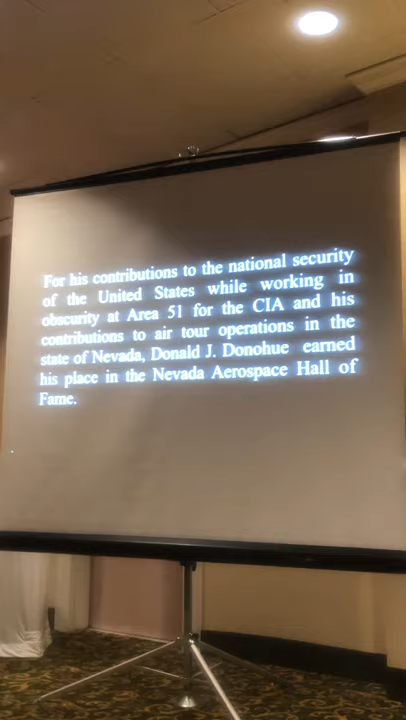 For his contributions to the national security
of the United States while working in
obscurity at Area 51 for the CIA and his
contributions to air tour operations in the
state of Nevada, Donald J. Donohue earned
his place in the Nevada Aerospace Hall of
Fame.